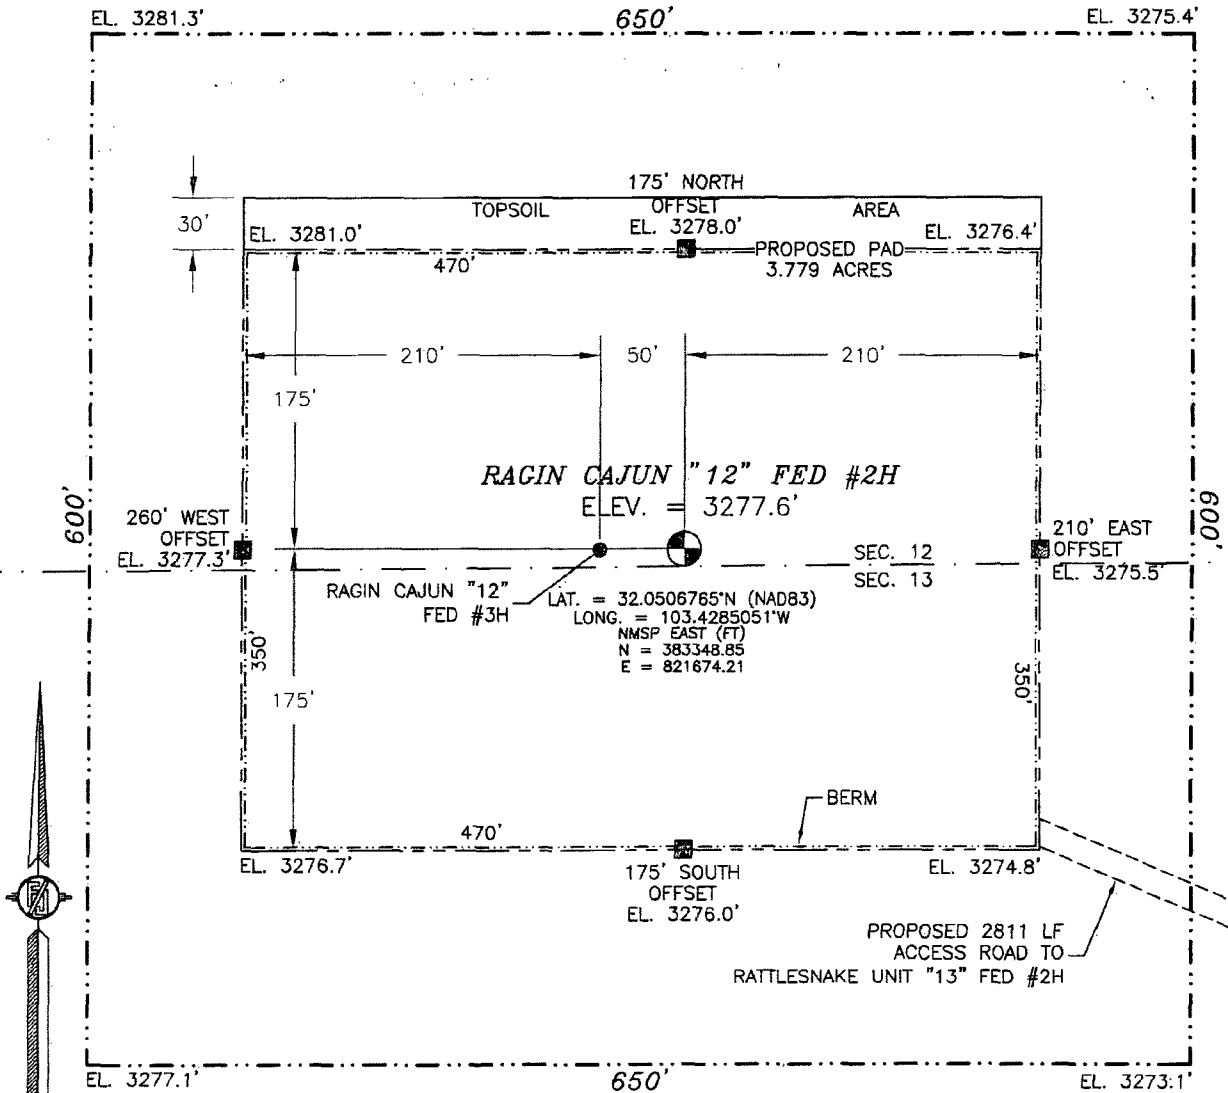 EL. 3281.3'
650'
EL. 3275.4'
175' NORTH
OFFSET
EL. 3278.0'
TOPSOIL
AREA
30'
EL. 3281.0'
EL. 3276.4'
470'
PROPOSED PAD
3.779 ACRES
210'
50'
210'
175'
RAGIN CAJUN "12" FED #2H
ELEV. = 3277.6'
600'
600'
260' WEST
OFFSET
EL. 3277.3'
210' EAST
OFFSET
EL. 3275.5'
SEC. 12
SEC. 13
RAGIN CAJUN "12"
FED #3H
LAT. = 32.0506765°N (NAD83)
LONG. = 103.4285051°W
NMSP EAST (FT)
N = 383348.85
E = 821674.21
350'
350'
175'
BERM
470'
EL. 3276.7'
175' SOUTH
OFFSET
EL. 3276.0'
EL. 3274.8'
PROPOSED 2811 LF
ACCESS ROAD TO
RATTLESNAKE UNIT "13" FED #2H
EL. 3277.1'
650'
EL. 3273.1'